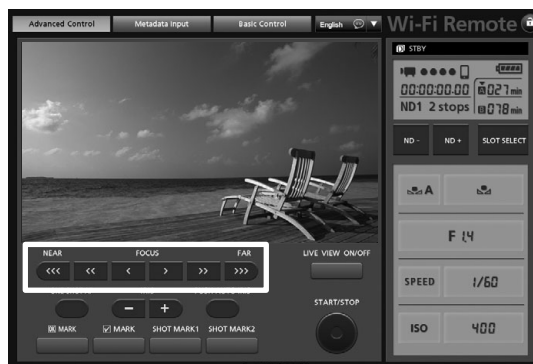 Advanced Control Metadata Input Basic Control English Wi-Fi Remote
STBY
00:00:00.00 A 027 min
ND1 2 stops B 078 min
ND - ND + SLOT SELECT
A
F 1.4
NEAR FOCUS FAR
<<< << < > >> >>>
LIVE VIEW ON/OFF
SPEED 1/60
− +
START/STOP
OK MARK ☑ MARK SHOT MARK1 SHOT MARK2
ISO 400